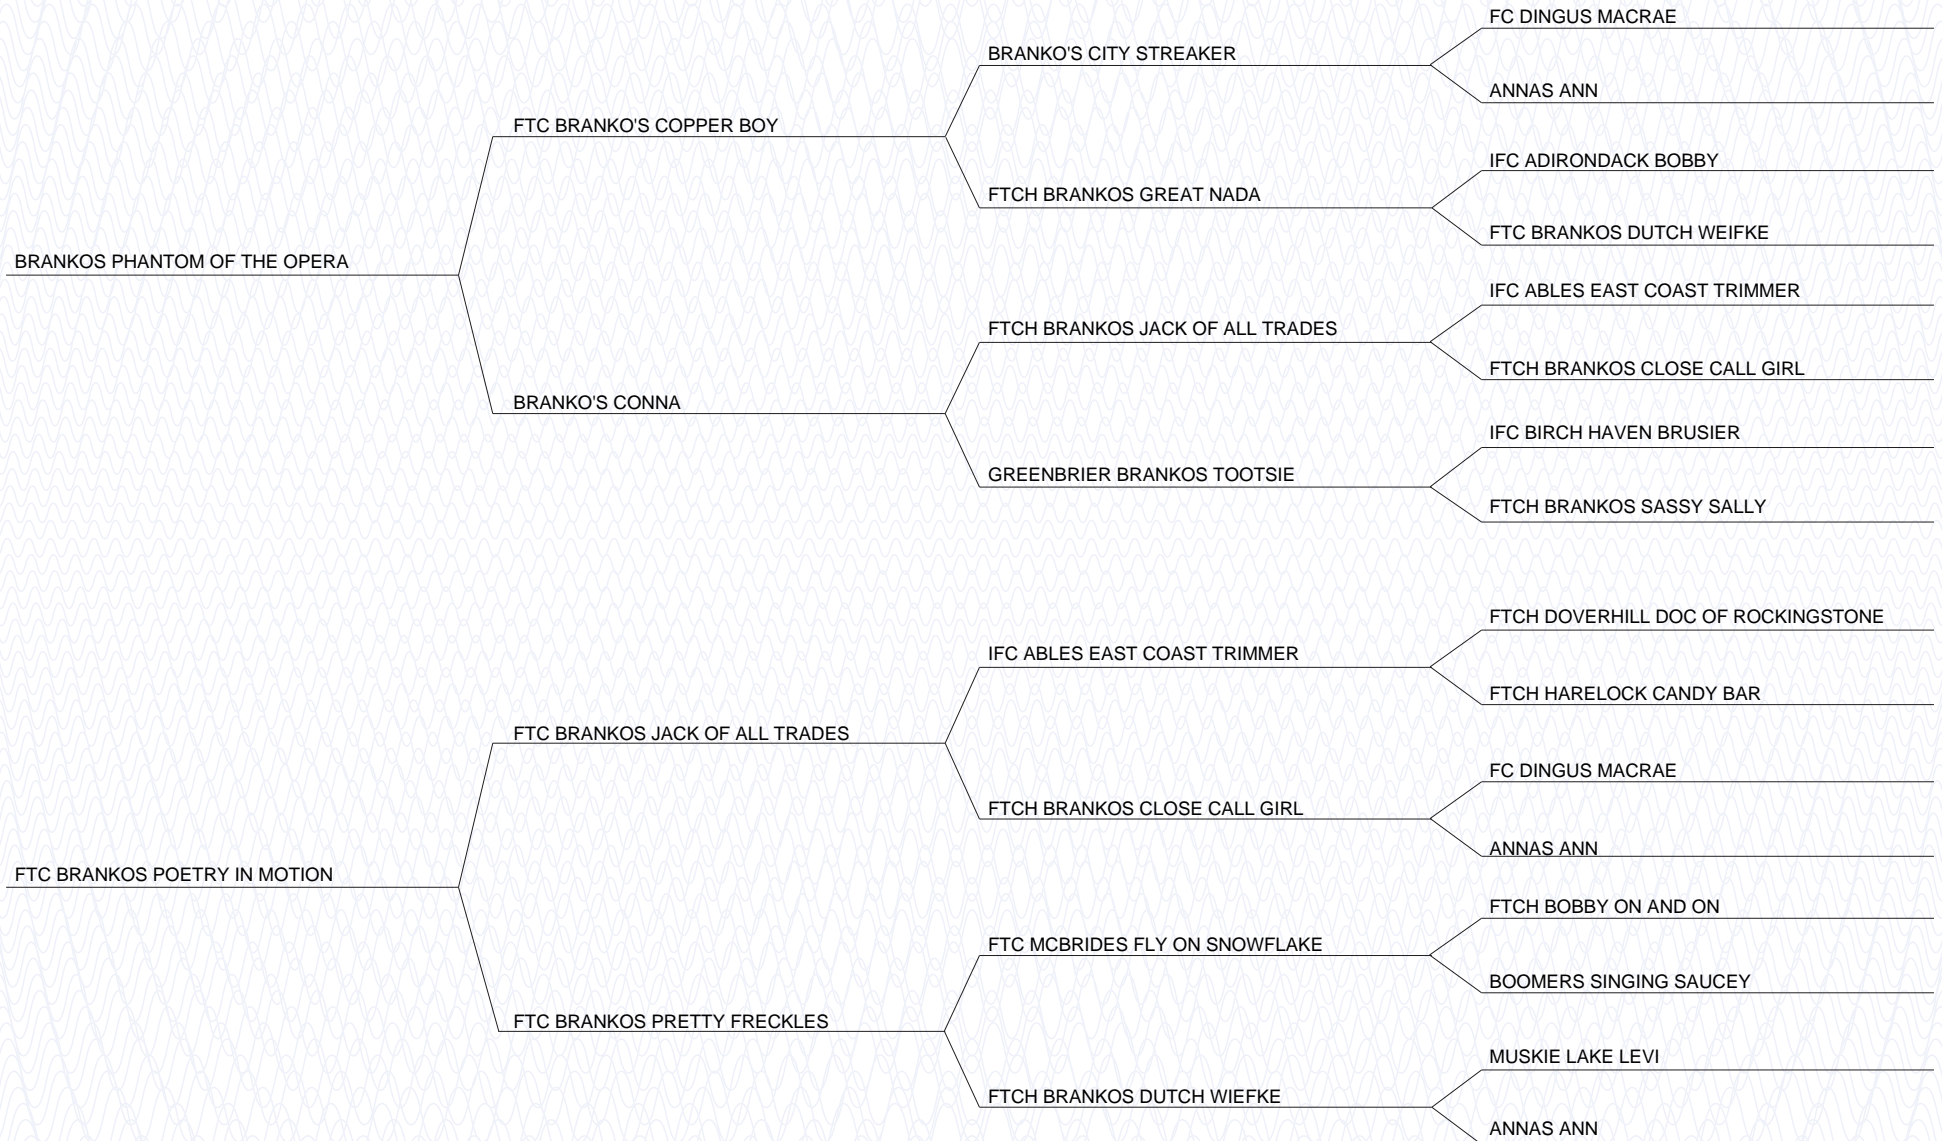 FC DINGUS MACRAE
BRANKO'S CITY STREAKER
ANNAS ANN
FTC BRANKO'S COPPER BOY
IFC ADIRONDACK BOBBY
FTCH BRANKOS GREAT NADA
FTC BRANKOS DUTCH WEIFKE
BRANKOS PHANTOM OF THE OPERA
IFC ABLES EAST COAST TRIMMER
FTCH BRANKOS JACK OF ALL TRADES
FTCH BRANKOS CLOSE CALL GIRL
BRANKO'S CONNA
IFC BIRCH HAVEN BRUSIER
GREENBRIER BRANKOS TOOTSIE
FTCH BRANKOS SASSY SALLY
FTCH DOVERHILL DOC OF ROCKINGSTONE
IFC ABLES EAST COAST TRIMMER
FTCH HARELOCK CANDY BAR
FTC BRANKOS JACK OF ALL TRADES
FC DINGUS MACRAE
FTCH BRANKOS CLOSE CALL GIRL
ANNAS ANN
FTC BRANKOS POETRY IN MOTION
FTCH BOBBY ON AND ON
FTC MCBRIDES FLY ON SNOWFLAKE
BOOMERS SINGING SAUCEY
FTC BRANKOS PRETTY FRECKLES
MUSKIE LAKE LEVI
FTCH BRANKOS DUTCH WIEFKE
ANNAS ANN